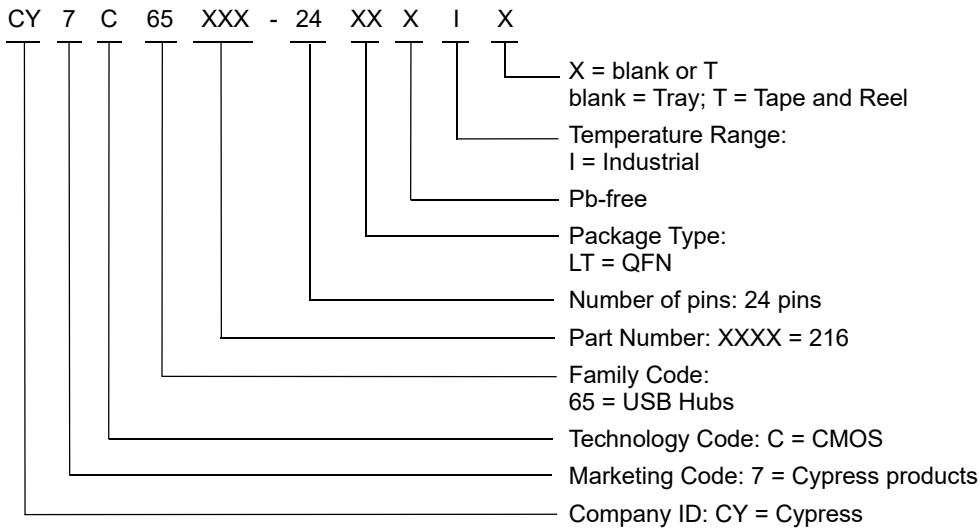 CY 7 C 65 XXX - 24 XX X I X
X = blank or T
blank = Tray; T = Tape and Reel
Temperature Range:
I = Industrial
Pb-free
Package Type:
LT = QFN
Number of pins: 24 pins
Part Number: XXXX = 216
Family Code:
65 = USB Hubs
Technology Code: C = CMOS
Marketing Code: 7 = Cypress products
Company ID: CY = Cypress